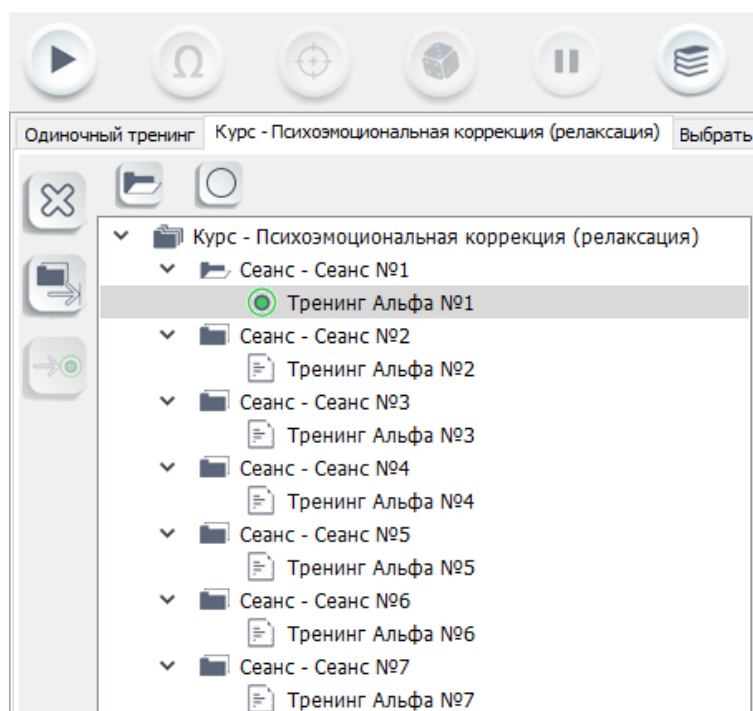 Одиночный тренинг Курс - Психоэмоциональная коррекция (релаксация) Выбрать
Курс - Психоэмоциональная коррекция (релаксация)
Сеанс - Сеанс №1
Тренинг Альфа №1
Сеанс - Сеанс №2
Тренинг Альфа №2
Сеанс - Сеанс №3
Тренинг Альфа №3
Сеанс - Сеанс №4
Тренинг Альфа №4
Сеанс - Сеанс №5
Тренинг Альфа №5
Сеанс - Сеанс №6
Тренинг Альфа №6
Сеанс - Сеанс №7
Тренинг Альфа №7